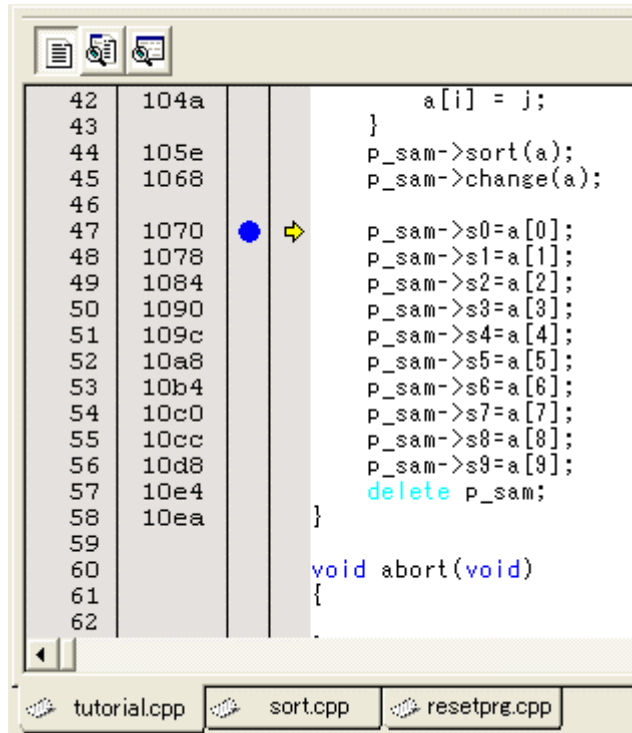 42 104a a[i] = j;
43 }
44 105e p_sam->sort(a);
45 1068 p_sam->change(a);
46
47 1070 p_sam->s0=a[0];
48 1078 p_sam->s1=a[1];
49 1084 p_sam->s2=a[2];
50 1090 p_sam->s3=a[3];
51 109c p_sam->s4=a[4];
52 10a8 p_sam->s5=a[5];
53 10b4 p_sam->s6=a[6];
54 10c0 p_sam->s7=a[7];
55 10cc p_sam->s8=a[8];
56 10d8 p_sam->s9=a[9];
57 10e4 delete p_sam;
58 10ea }
59
60 void abort(void)
61 {
62
tutorial.cpp sort.cpp resetprg.cpp